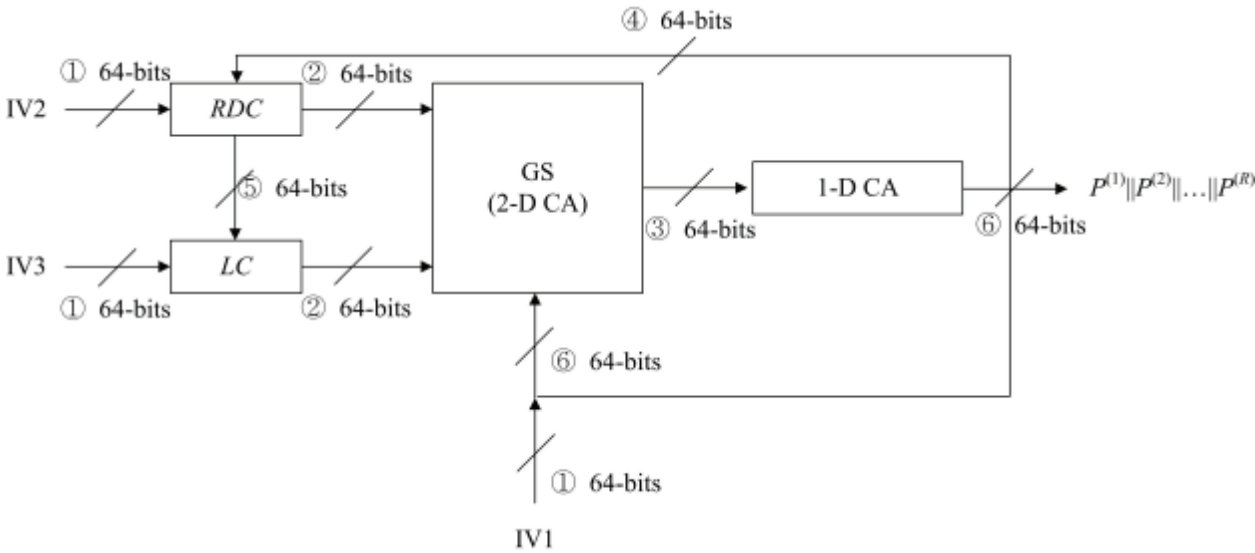 ④ 64-bits
① 64-bits
② 64-bits
IV2
RDC
GS
(2-D CA)
⑤ 64-bits
1-D CA
P^(1)||P^(2)||…||P^(R)
③ 64-bits
⑥ 64-bits
IV3
LC
① 64-bits
② 64-bits
⑥ 64-bits
① 64-bits
IV1